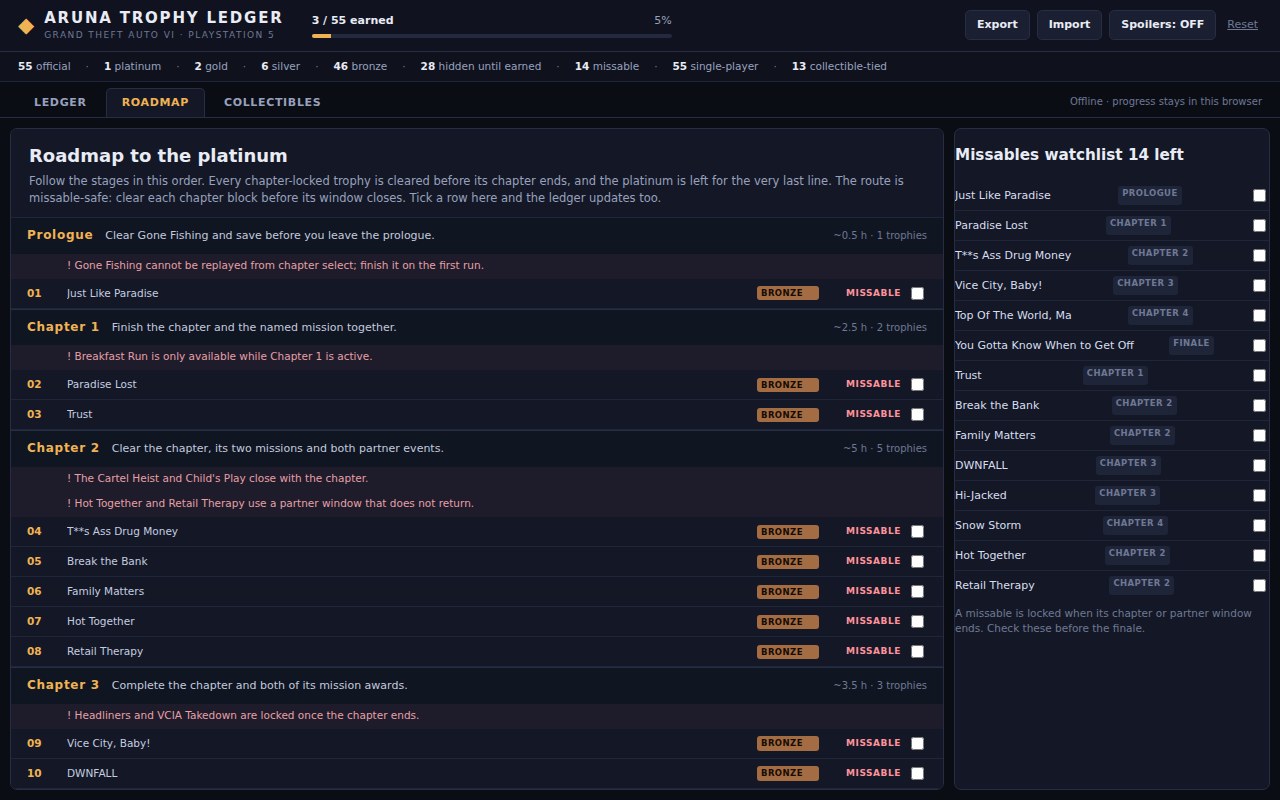 ARUNA TROPHY LEDGER
GRAND THEFT AUTO VI · PLAYSTATION 5
3 / 55 earned 5%
Export Import Spoilers: OFF Reset
55 official · 1 platinum · 2 gold · 6 silver · 46 bronze · 28 hidden until earned · 14 missable · 55 single-player · 13 collectible-tied
LEDGER ROADMAP COLLECTIBLES Offline · progress stays in this browser
Roadmap to the platinum
Follow the stages in this order. Every chapter-locked trophy is cleared before its chapter ends, and the platinum is left for the very last line. The route is
missable-safe: clear each chapter block before its window closes. Tick a row here and the ledger updates too.
Prologue Clear Gone Fishing and save before you leave the prologue. ~0.5 h · 1 trophies
! Gone Fishing cannot be replayed from chapter select; finish it on the first run.
01 Just Like Paradise BRONZE MISSABLE
Chapter 1 Finish the chapter and the named mission together. ~2.5 h · 2 trophies
! Breakfast Run is only available while Chapter 1 is active.
02 Paradise Lost BRONZE MISSABLE
03 Trust BRONZE MISSABLE
Chapter 2 Clear the chapter, its two missions and both partner events. ~5 h · 5 trophies
! The Cartel Heist and Child's Play close with the chapter.
! Hot Together and Retail Therapy use a partner window that does not return.
04 T**s Ass Drug Money BRONZE MISSABLE
05 Break the Bank BRONZE MISSABLE
06 Family Matters BRONZE MISSABLE
07 Hot Together BRONZE MISSABLE
08 Retail Therapy BRONZE MISSABLE
Chapter 3 Complete the chapter and both of its mission awards. ~3.5 h · 3 trophies
! Headliners and VCIA Takedown are locked once the chapter ends.
09 Vice City, Baby! BRONZE MISSABLE
10 DWNFALL BRONZE MISSABLE
Missables watchlist 14 left
Just Like Paradise PROLOGUE
Paradise Lost CHAPTER 1
T**s Ass Drug Money CHAPTER 2
Vice City, Baby! CHAPTER 3
Top Of The World, Ma CHAPTER 4
You Gotta Know When to Get Off FINALE
Trust CHAPTER 1
Break the Bank CHAPTER 2
Family Matters CHAPTER 2
DWNFALL CHAPTER 3
Hi-Jacked CHAPTER 3
Snow Storm CHAPTER 4
Hot Together CHAPTER 2
Retail Therapy CHAPTER 2
A missable is locked when its chapter or partner window
ends. Check these before the finale.